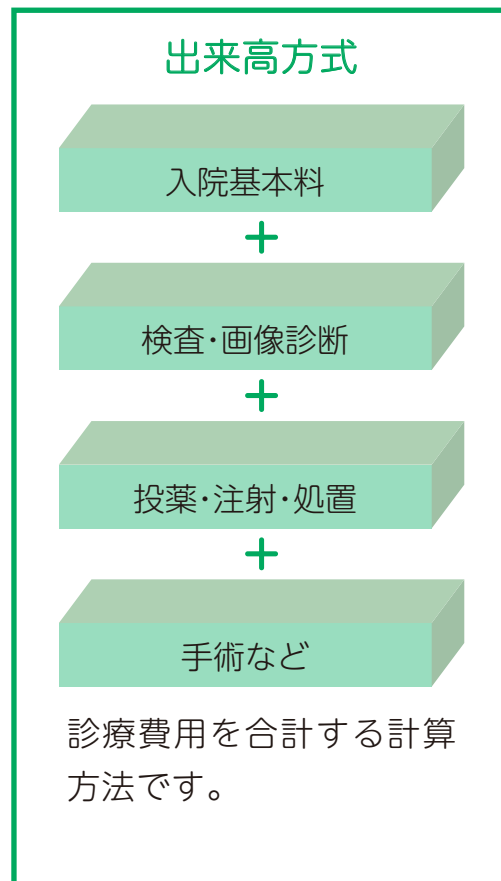 出来高方式
入院基本料
+
検査・画像診断
+
投薬・注射・処置
+
手術など
診療費用を合計する計算
方法です。